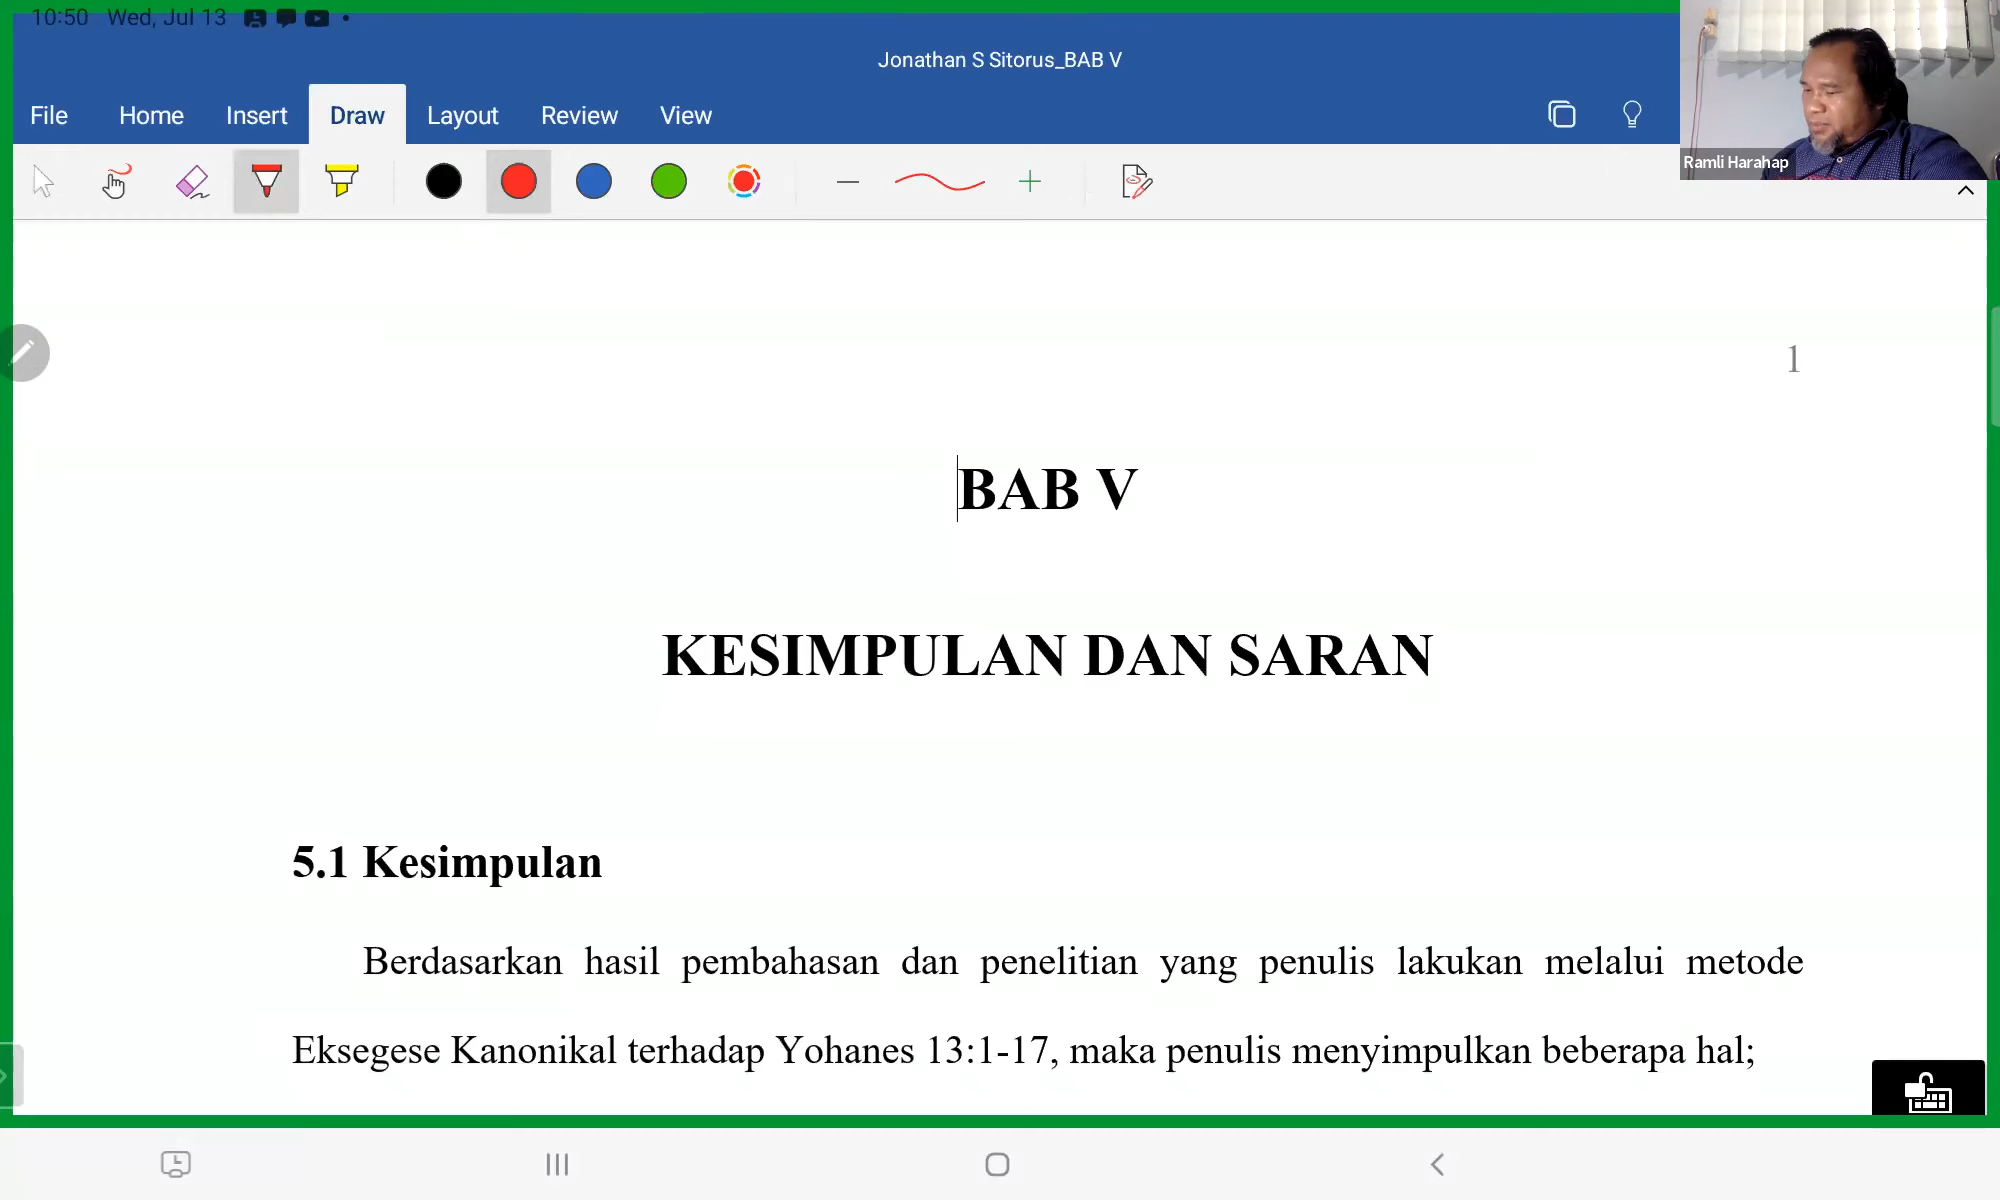 10:50 Wed, Jul 13
Jonathan S Sitorus_BAB V
File Home Insert Draw Layout Review View
Ramli Harahap
1
BAB V
KESIMPULAN DAN SARAN
5.1 Kesimpulan
Berdasarkan hasil pembahasan dan penelitian yang penulis lakukan melalui metode
Eksegese Kanonikal terhadap Yohanes 13:1-17, maka penulis menyimpulkan beberapa hal;